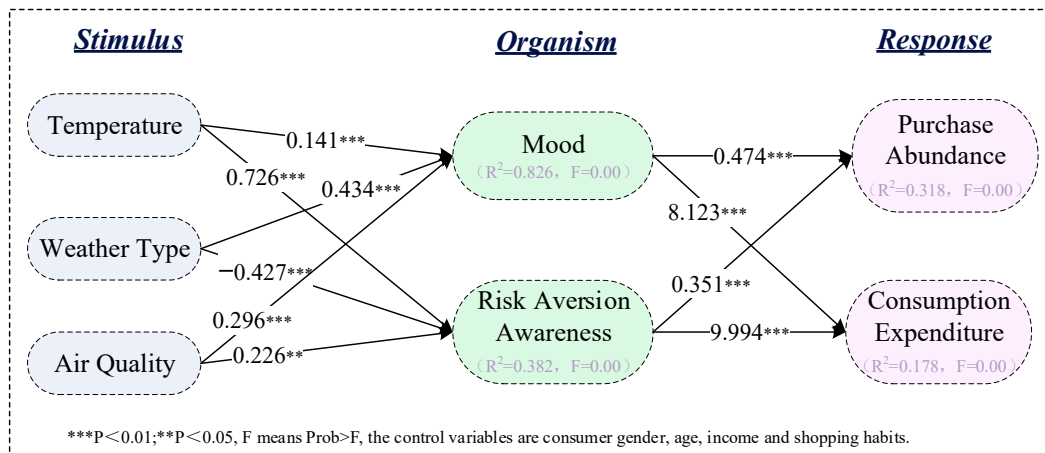 Stimulus
Organism
Response
Temperature
Weather Type
Air Quality
0.141***
0.726***
0.434***
−0.427***
0.296***
0.226**
Mood
(R²=0.826, F=0.00)
Risk Aversion
Awareness
(R²=0.382, F=0.00)
0.474***
8.123***
0.351***
9.994***
Purchase
Abundance
(R²=0.318, F=0.00)
Consumption
Expenditure
(R²=0.178, F=0.00)
***P<0.01;**P<0.05, F means Prob>F, the control variables are consumer gender, age, income and shopping habits.